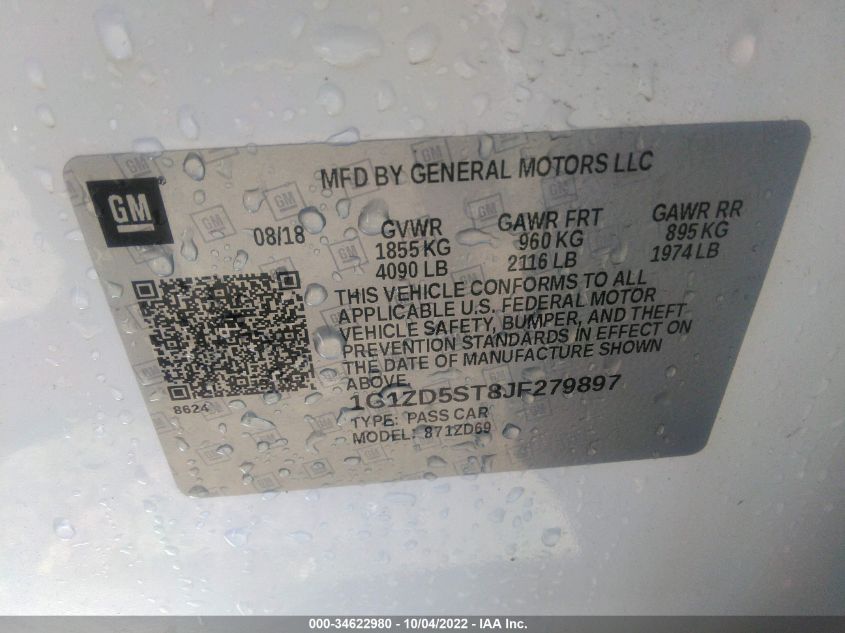 MFD BY GENERAL MOTORS LLC
GM
08/18
GVWR
1855 KG
4090 LB
GAWR FRT
960 KG
2116 LB
GAWR RR
895 KG
1974 LB
THIS VEHICLE CONFORMS TO ALL
APPLICABLE U.S. FEDERAL MOTOR
VEHICLE SAFETY, BUMPER, AND THEFT
PREVENTION STANDARDS IN EFFECT ON
THE DATE OF MANUFACTURE SHOWN
ABOVE.
8624
1G1ZD5ST8JF279897
TYPE: PASS CAR
MODEL: 871ZD69
000-34622980 - 10/04/2022 - IAA Inc.